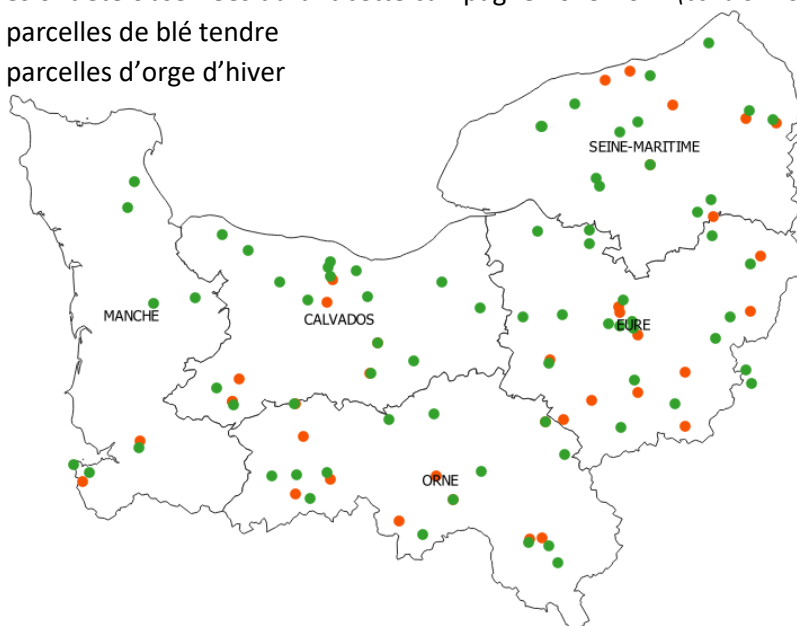 parcelles de blé tendre
parcelles d'orge d'hiver
SEINE-MARITIME
MANCHE
CALVADOS
EURE
ORNE